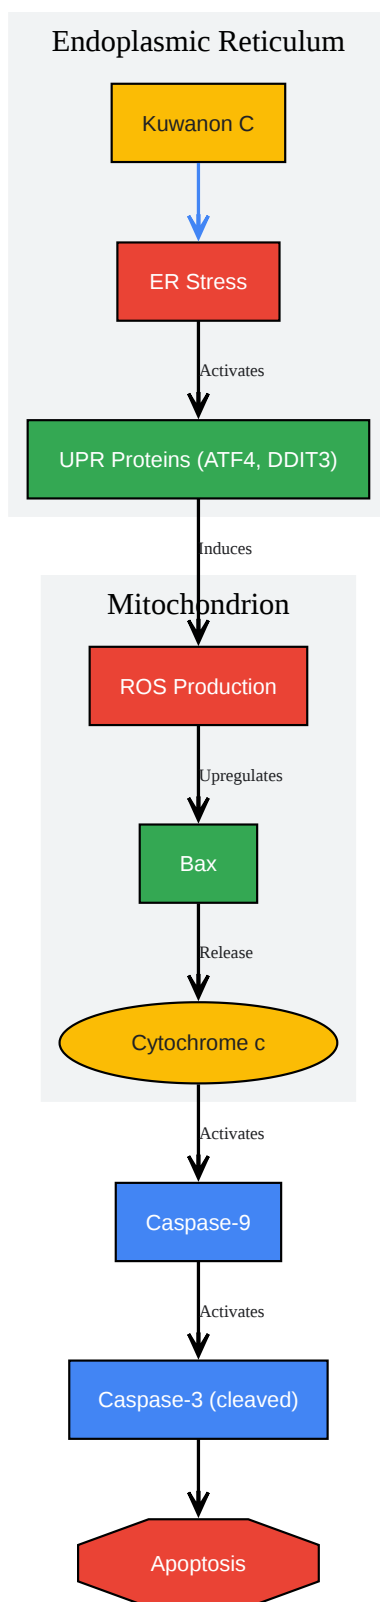 Endoplasmic Reticulum
Kuwanon C
ER Stress
Activates
UPR Proteins (ATF4, DDIT3)
Induces
Mitochondrion
ROS Production
Upregulates
Bax
Release
Cytochrome c
Activates
Caspase-9
Activates
Caspase-3 (cleaved)
Apoptosis